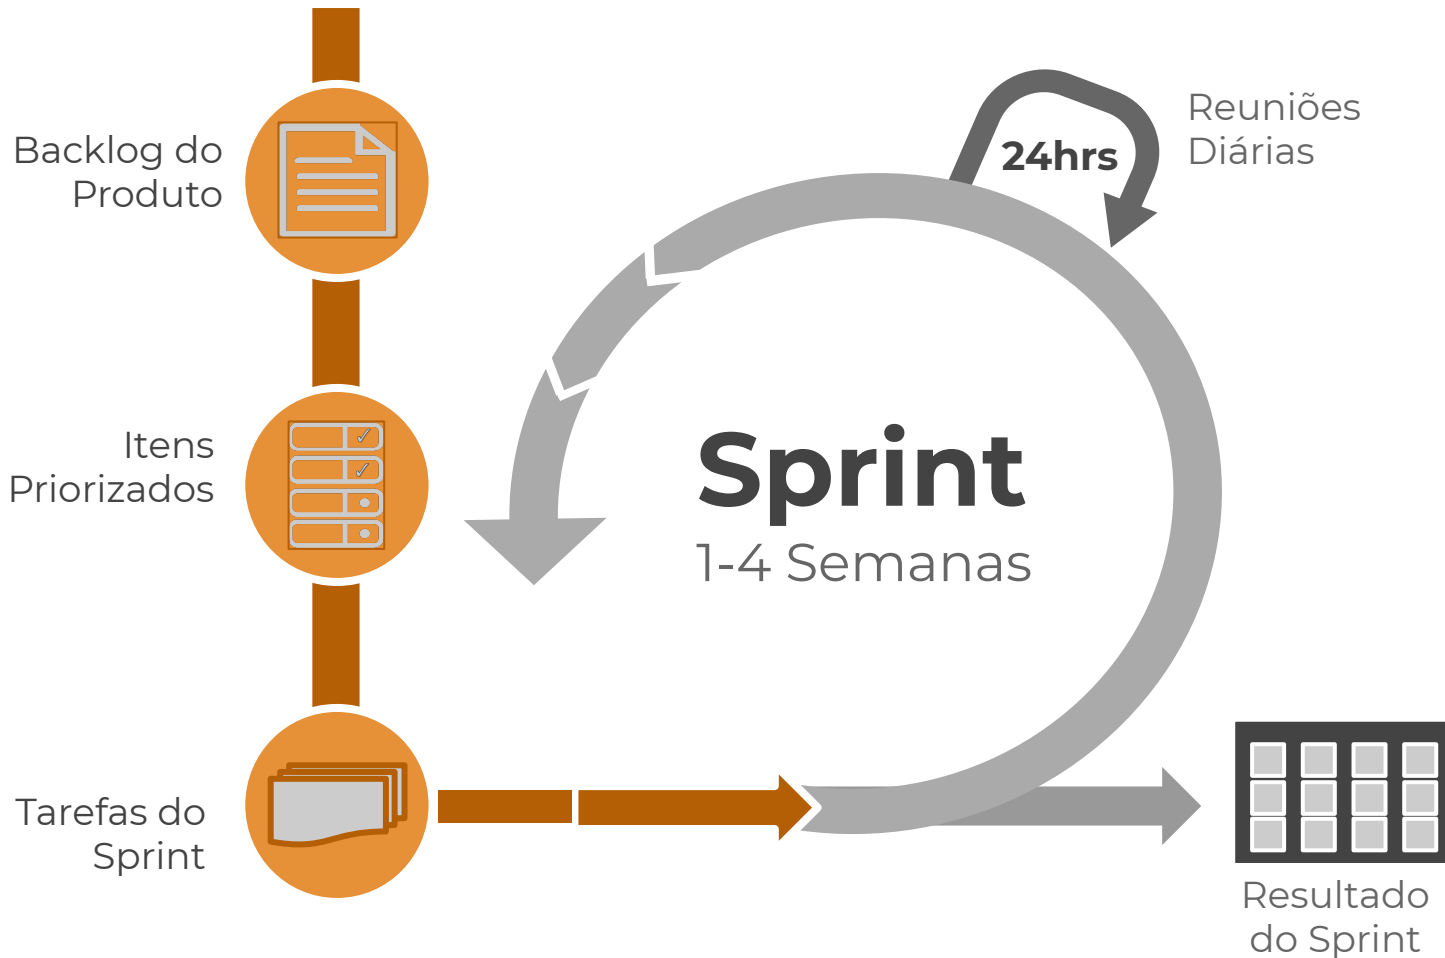 Backlog do
Produto
Itens
Priorizados
Tarefas do
Sprint
24hrs
Reuniões
Diárias
Sprint
1-4 Semanas
Resultado
do Sprint